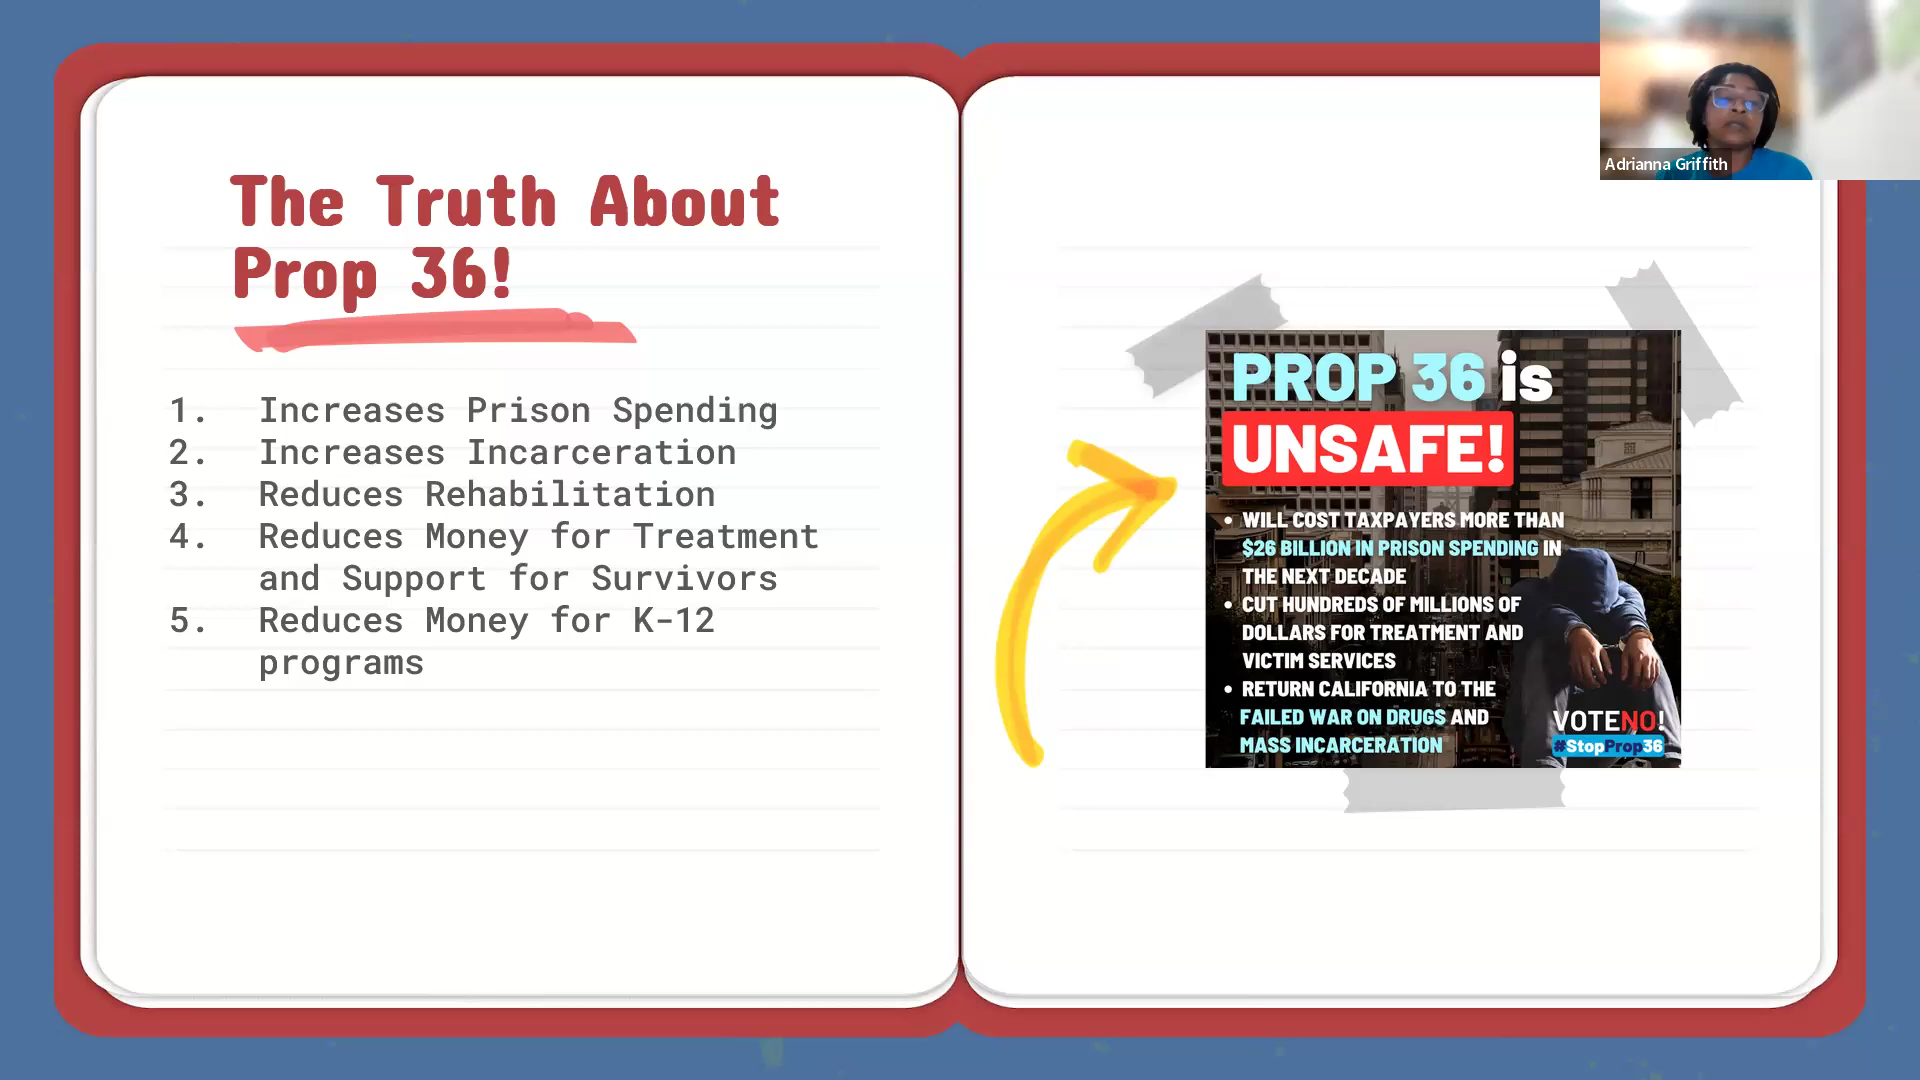 The Truth About
Prop 36!
1. Increases Prison Spending
2. Increases Incarceration
3. Reduces Rehabilitation
4. Reduces Money for Treatment
and Support for Survivors
5. Reduces Money for K-12
programs
Adrianna Griffith
PROP 36 is
UNSAFE!
• WILL COST TAXPAYERS MORE THAN
$26 BILLION IN PRISON SPENDING IN
THE NEXT DECADE
• CUT HUNDREDS OF MILLIONS OF
DOLLARS FOR TREATMENT AND
VICTIM SERVICES
• RETURN CALIFORNIA TO THE
FAILED WAR ON DRUGS AND
MASS INCARCERATION
VOTENO!
#StopProp36